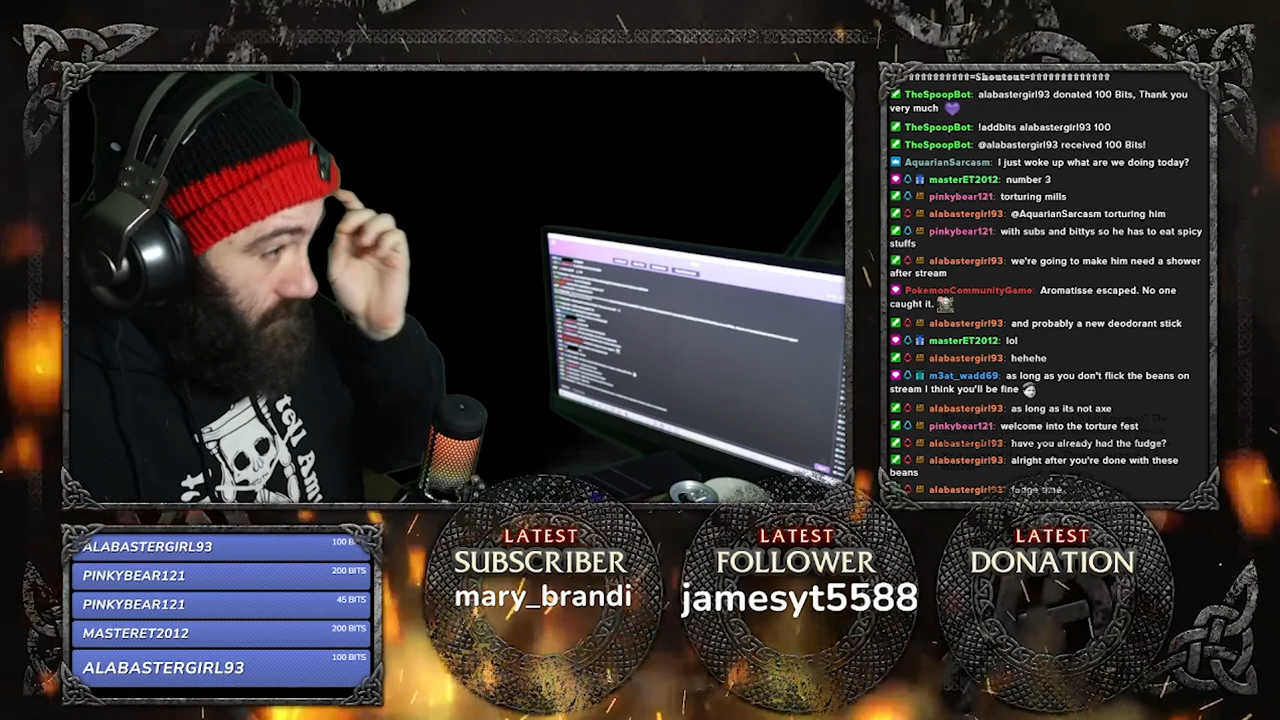 =Shoutout=
TheSpoopBot: alabastergirl93 donated 100 Bits, Thank you
very much
TheSpoopBot: !addbits alabastergirl93 100
TheSpoopBot: @alabastergirl93 received 100 Bits!
AquarianSarcasm: I just woke up what are we doing today?
masterET2012: number 3
pinkybear121: torturing mills
alabastergirl93: @AquarianSarcasm torturing him
pinkybear121: with subs and bittys so he has to eat spicy
stuffs
alabastergirl93: we're going to make him need a shower
after stream
PokemonCommunityGame: Aromatisse escaped. No one
caught it.
alabastergirl93: and probably a new deodorant stick
masterET2012: lol
alabastergirl93: hehehe
m3at_wadd69: as long as you don't flick the beans on
stream I think you'll be fine
alabastergirl93: as long as its not axe
pinkybear121: welcome into the torture fest
alabastergirl93: have you already had the fudge?
alabastergirl93: alright after you're done with these
beans
alabastergirl93: fudge time
tell Am
ALABASTERGIRL93 100 B
PINKYBEAR121 200 BITS
PINKYBEAR121 45 BITS
MASTERET2012 200 BITS
ALABASTERGIRL93 100 BITS
LATEST
SUBSCRIBER
mary_brandi
LATEST
FOLLOWER
jamesyt5588
LATEST
DONATION